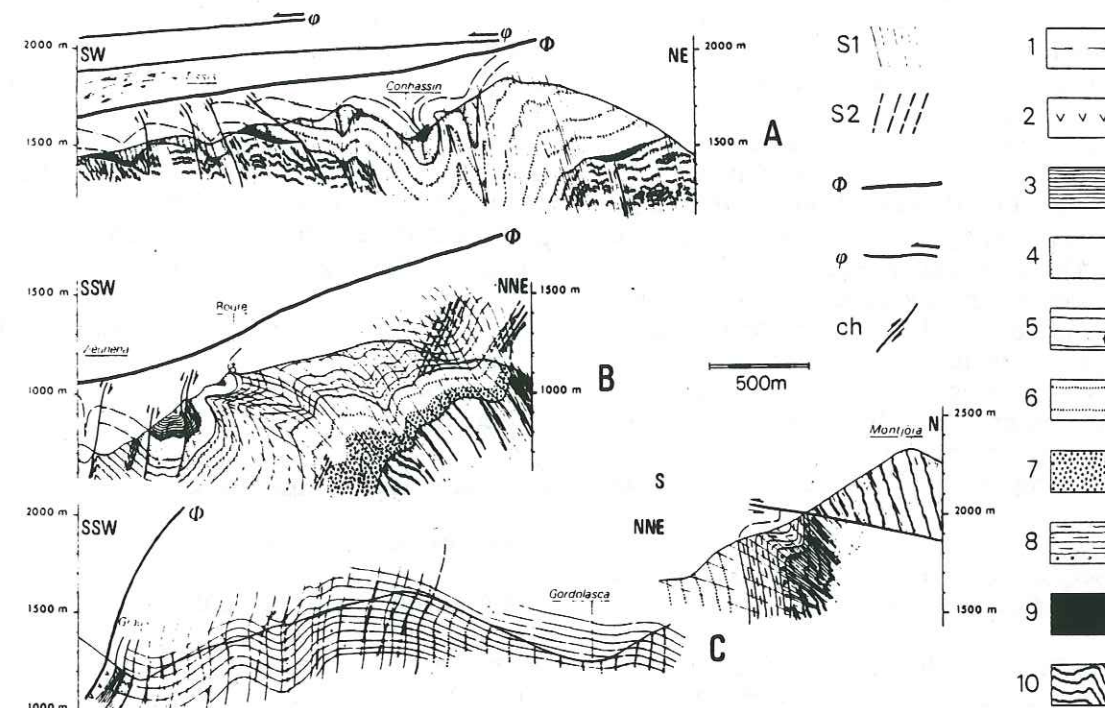 φ
φ
Φ
2000 m
SW
NE
2000 m
Conhassin
1500 m
1500 m
A
S1
S2
Φ
φ
ch
500m
1
2
3
4
5
6
7
8
9
10
Φ
1500 m
SSW
NNE
1500 m
Roure
1000 m
1000 m
B
2000 m
SSW
Φ
1500 m
1000 m
Gordolasca
C
S
NNE
Montjoia
N
2500 m
2000 m
1500 m